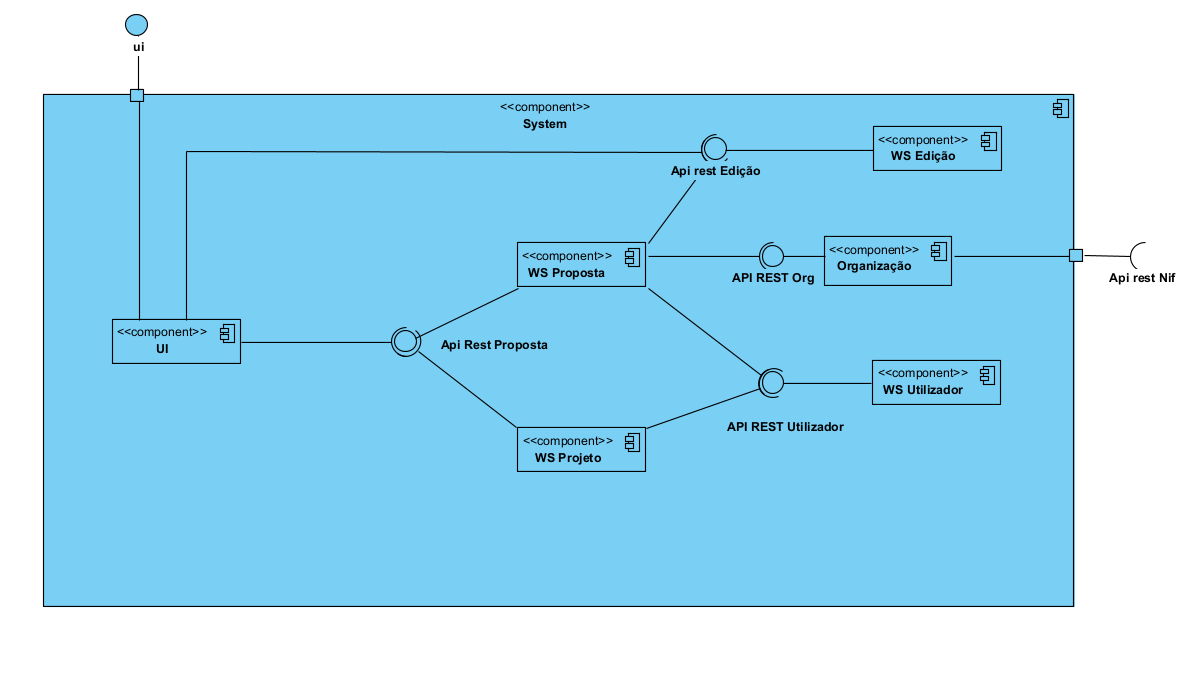 ui
<<component>>
System
<<component>>
WS Edição
Api rest Edição
<<component>>
WS Proposta
<<component>>
Organização
API REST Org
Api rest Nif
<<component>>
UI
Api Rest Proposta
<<component>>
WS Utilizador
API REST Utilizador
<<component>>
WS Projeto